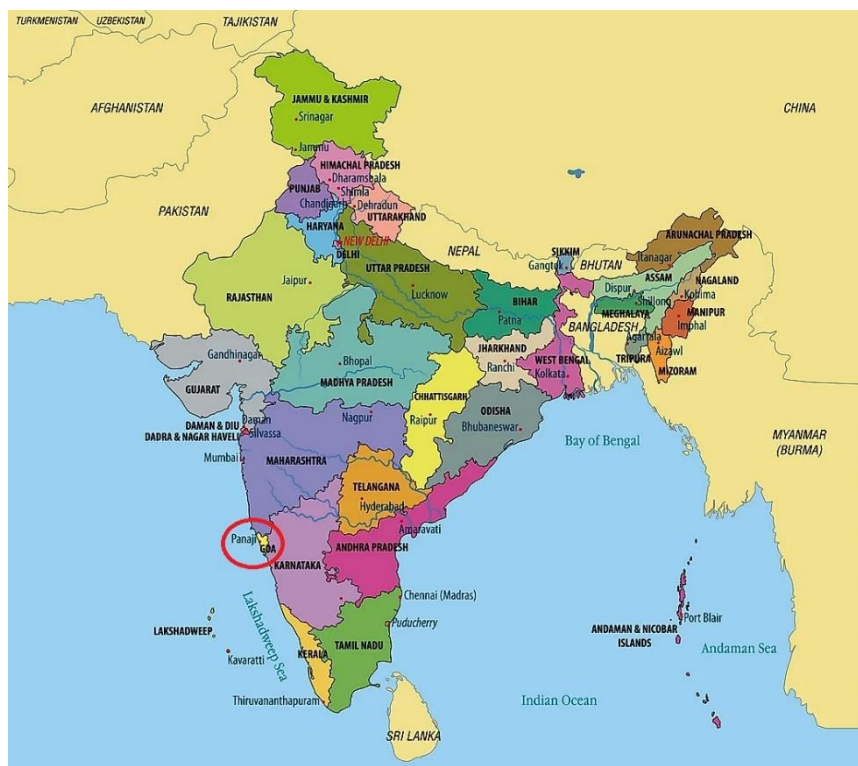 TURKMENISTAN
UZBEKISTAN
TAJIKISTAN
AFGHANISTAN
CHINA
JAMMU & KASHMIR
Srinagar
Jammu
HIMACHAL PRADESH
Dharamshala
Shimla
PUNJAB
Chandigarh
Dehradun
UTTARAKHAND
PAKISTAN
HARYANA
NEW DELHI
DELHI
NEPAL
SIKKIM
Gangtok
BHUTAN
ARUNACHAL PRADESH
Itanagar
ASSAM
NAGALAND
Dispur
Kohima
Shillong
MEGHALAYA
MANIPUR
Imphal
UTTAR PRADESH
Jaipur
Lucknow
RAJASTHAN
BIHAR
Patna
BANGLADESH
Agartala
Aizawl
TRIPURA
MIZORAM
Gandhinagar
Bhopal
JHARKHAND
Ranchi
WEST BENGAL
Kolkata
GUJARAT
MADHYA PRADESH
CHHATTISGARH
Raipur
ODISHA
Bhubaneswar
Nagpur
DAMAN & DIU
Daman
DADRA & NAGAR HAVELI
Silvassa
Mumbai
MAHARASHTRA
Bay of Bengal
MYANMAR
(BURMA)
TELANGANA
Hyderabad
Amaravati
Panaji
GOA
ANDHRA PRADESH
KARNATAKA
Chennai (Madras)
Lakshadweep Sea
LAKSHADWEEP
Puducherry
Port Blair
ANDAMAN & NICOBAR
ISLANDS
Andaman Sea
Kavaratti
KERALA
TAMIL NADU
Thiruvananthapuram
Indian Ocean
SRI LANKA